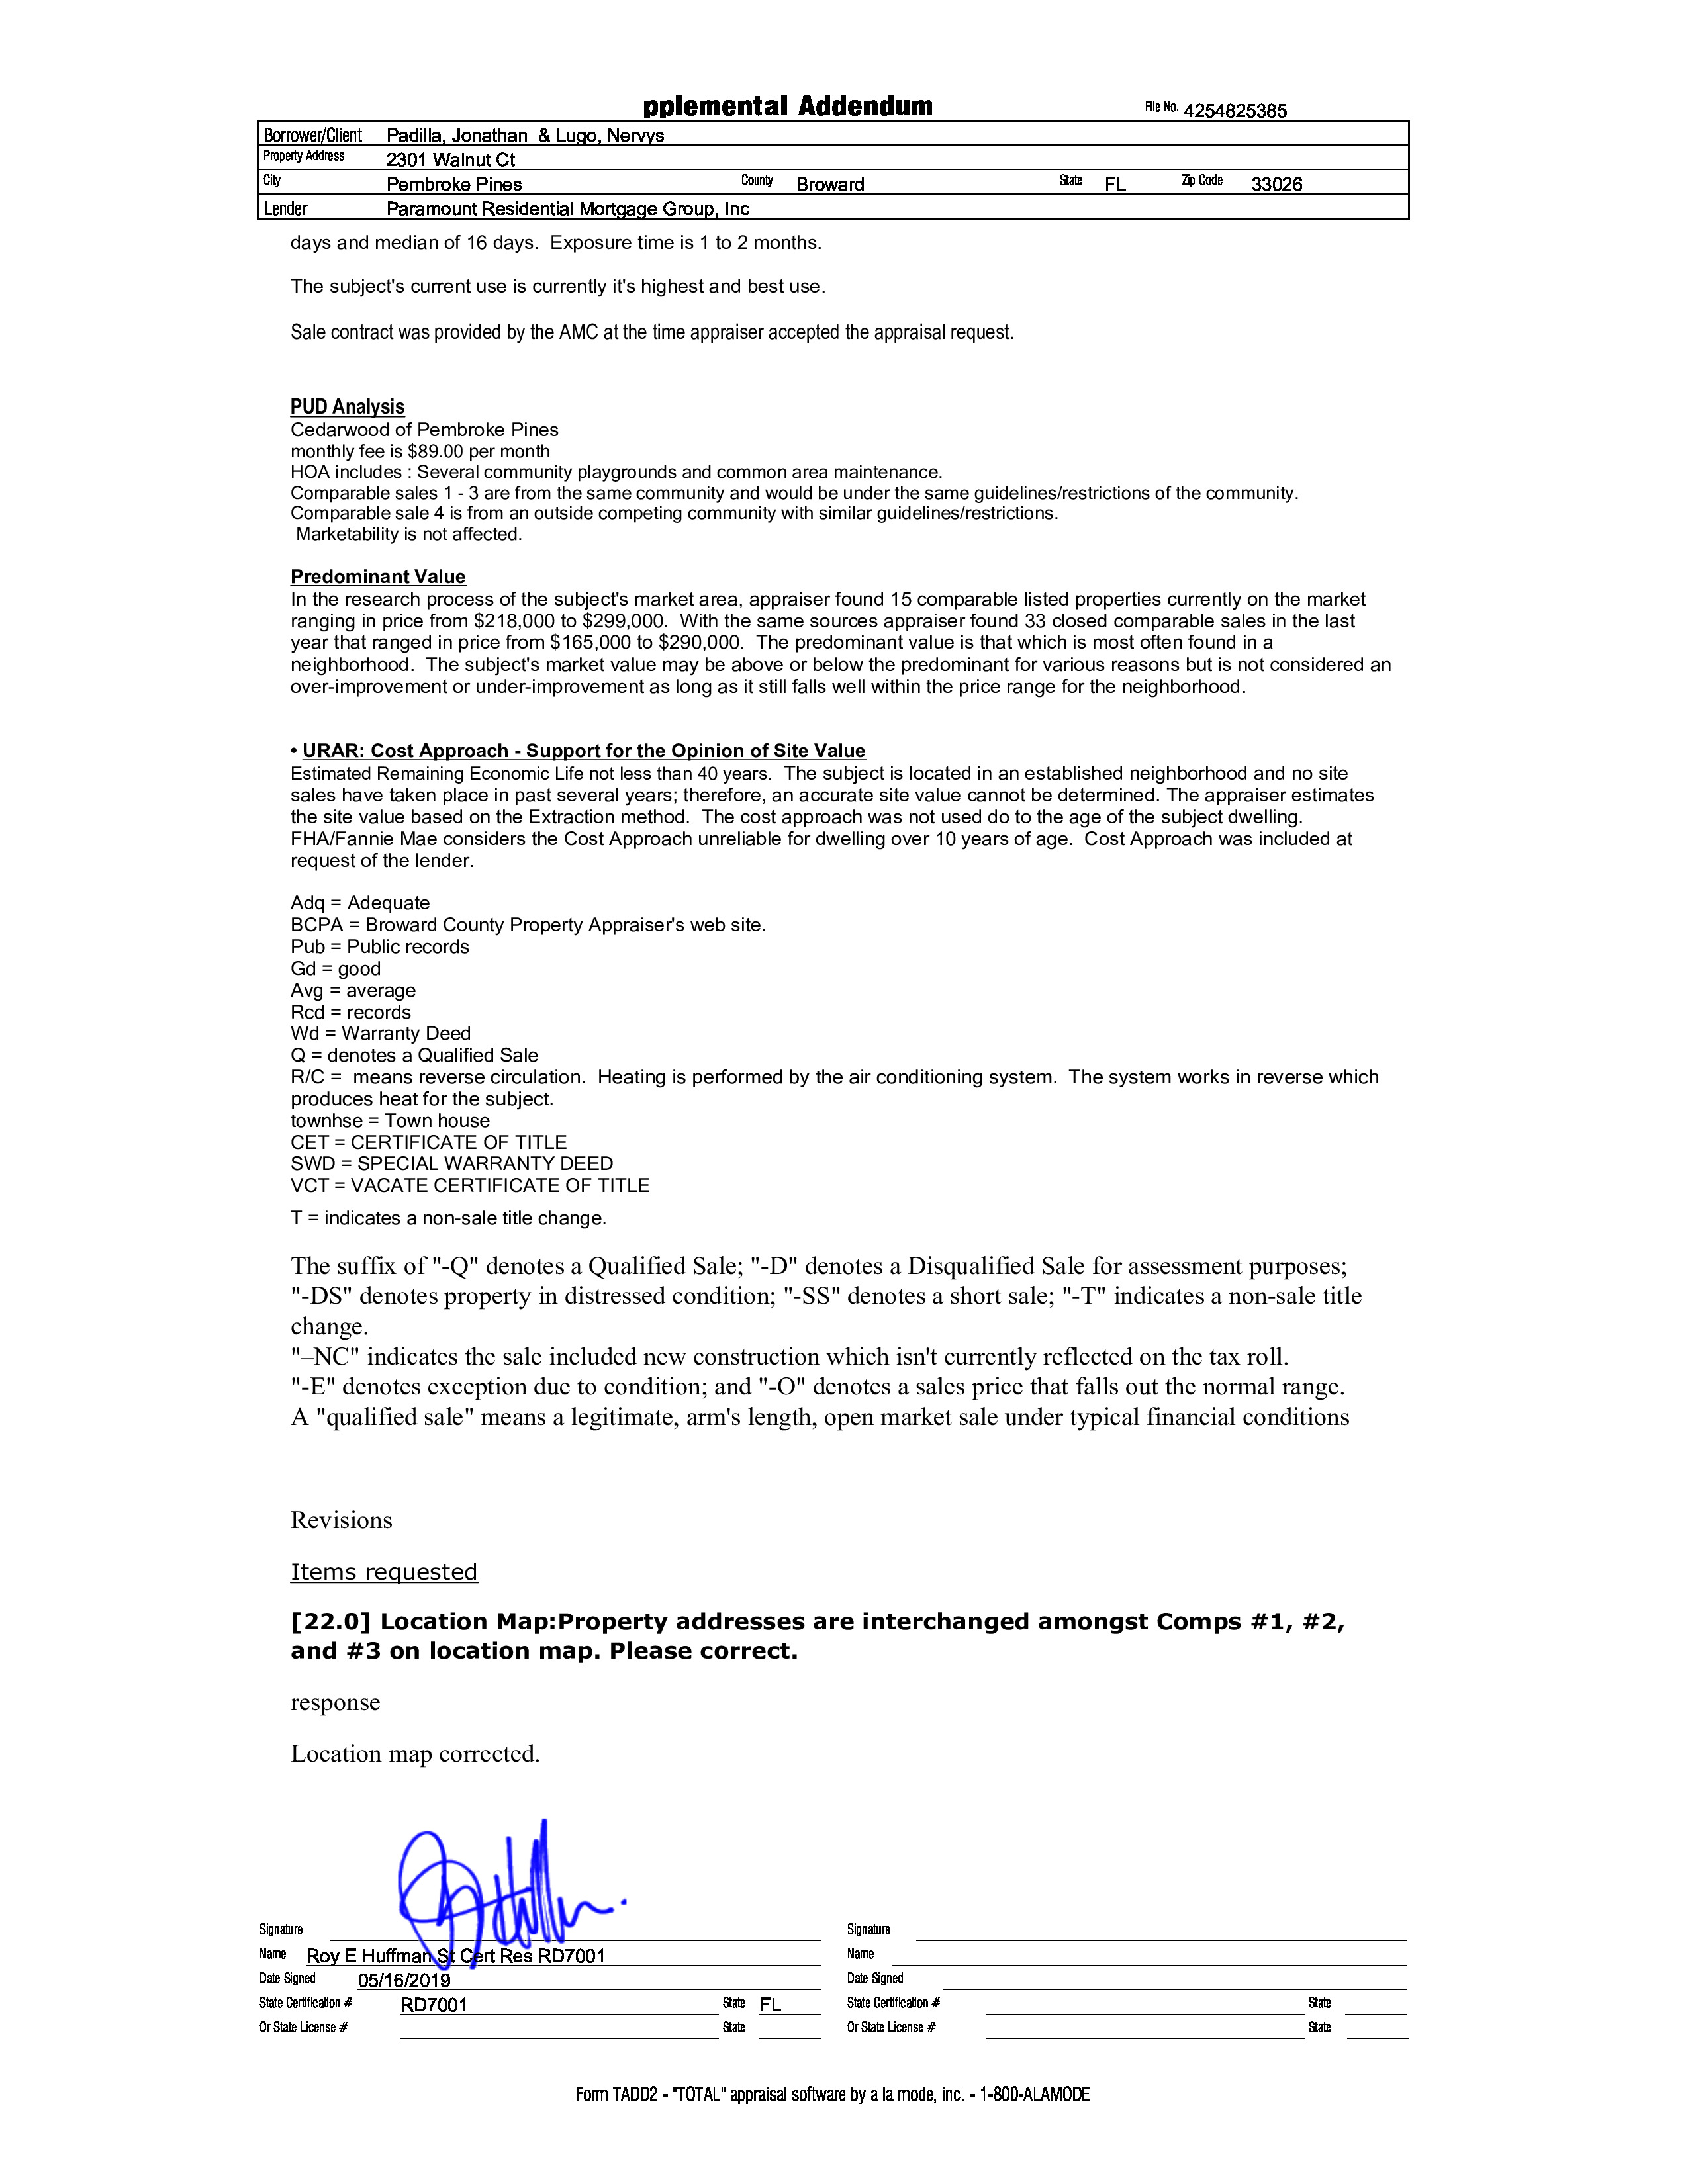 pplemental Addendum File No. 4254825385
Borrower/Client Padilla, Jonathan & Lugo, Nervys
Property Address 2301 Walnut Ct
City Pembroke Pines County Broward State FL Zip Code 33026
Lender Paramount Residential Mortgage Group, Inc
days and median of 16 days. Exposure time is 1 to 2 months.
The subject's current use is currently it's highest and best use.
Sale contract was provided by the AMC at the time appraiser accepted the appraisal request.
PUD Analysis
Cedarwood of Pembroke Pines
monthly fee is $89.00 per month
HOA includes : Several community playgrounds and common area maintenance.
Comparable sales 1 - 3 are from the same community and would be under the same guidelines/restrictions of the community.
Comparable sale 4 is from an outside competing community with similar guidelines/restrictions.
Marketability is not affected.
Predominant Value
In the research process of the subject's market area, appraiser found 15 comparable listed properties currently on the market
ranging in price from $218,000 to $299,000. With the same sources appraiser found 33 closed comparable sales in the last
year that ranged in price from $165,000 to $290,000. The predominant value is that which is most often found in a
neighborhood. The subject's market value may be above or below the predominant for various reasons but is not considered an
over-improvement or under-improvement as long as it still falls well within the price range for the neighborhood.
• URAR: Cost Approach - Support for the Opinion of Site Value
Estimated Remaining Economic Life not less than 40 years. The subject is located in an established neighborhood and no site
sales have taken place in past several years; therefore, an accurate site value cannot be determined. The appraiser estimates
the site value based on the Extraction method. The cost approach was not used do to the age of the subject dwelling.
FHA/Fannie Mae considers the Cost Approach unreliable for dwelling over 10 years of age. Cost Approach was included at
request of the lender.
Adq = Adequate
BCPA = Broward County Property Appraiser's web site.
Pub = Public records
Gd = good
Avg = average
Rcd = records
Wd = Warranty Deed
Q = denotes a Qualified Sale
R/C = means reverse circulation. Heating is performed by the air conditioning system. The system works in reverse which
produces heat for the subject.
townhse = Town house
CET = CERTIFICATE OF TITLE
SWD = SPECIAL WARRANTY DEED
VCT = VACATE CERTIFICATE OF TITLE
T = indicates a non-sale title change.
The suffix of "-Q" denotes a Qualified Sale; "-D" denotes a Disqualified Sale for assessment purposes;
"-DS" denotes property in distressed condition; "-SS" denotes a short sale; "-T" indicates a non-sale title
change.
"–NC" indicates the sale included new construction which isn't currently reflected on the tax roll.
"-E" denotes exception due to condition; and "-O" denotes a sales price that falls out the normal range.
A "qualified sale" means a legitimate, arm's length, open market sale under typical financial conditions
Revisions
Items requested
[22.0] Location Map:Property addresses are interchanged amongst Comps #1, #2,
and #3 on location map. Please correct.
response
Location map corrected.
Signature Signature
Name Roy E Huffman St Cert Res RD7001 Name
Date Signed 05/16/2019 Date Signed
State Certification # RD7001 State FL State Certification # State
Or State License # State Or State License # State
Form TADD2 - "TOTAL" appraisal software by a la mode, inc. - 1-800-ALAMODE